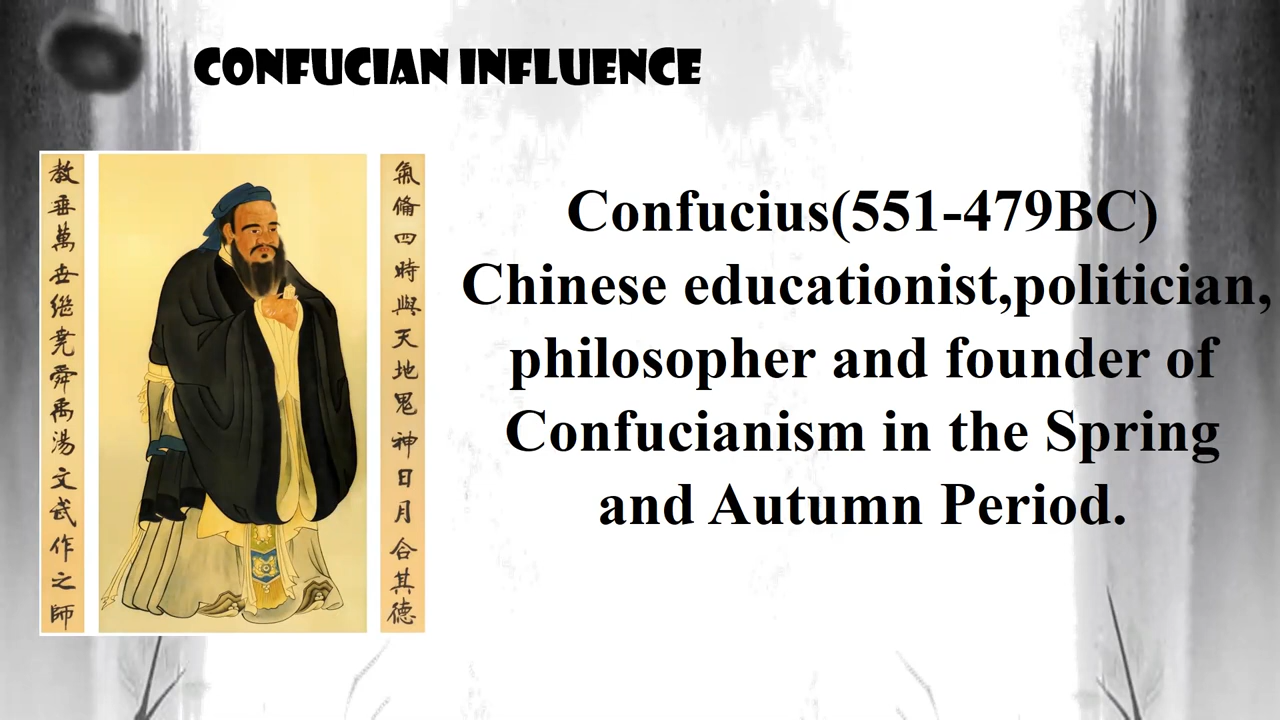 CONFUCIAN INFLUENCE
氣備四時與天地鬼神日月合其德
教垂萬世继堯舜禹湯文武作之師
Confucius(551-479BC)
Chinese educationist,politician,
philosopher and founder of
Confucianism in the Spring
and Autumn Period.